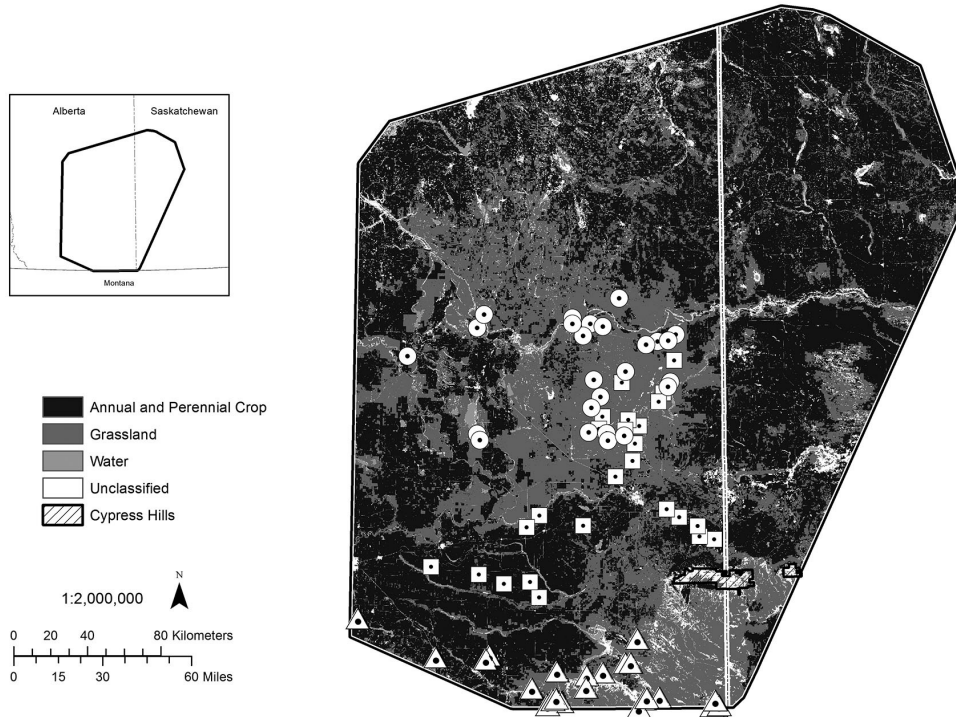 Alberta Saskatchewan
Montana
Annual and Perennial Crop
Grassland
Water
Unclassified
Cypress Hills
N
1:2,000,000
0 20 40 80 Kilometers
0 15 30 60 Miles